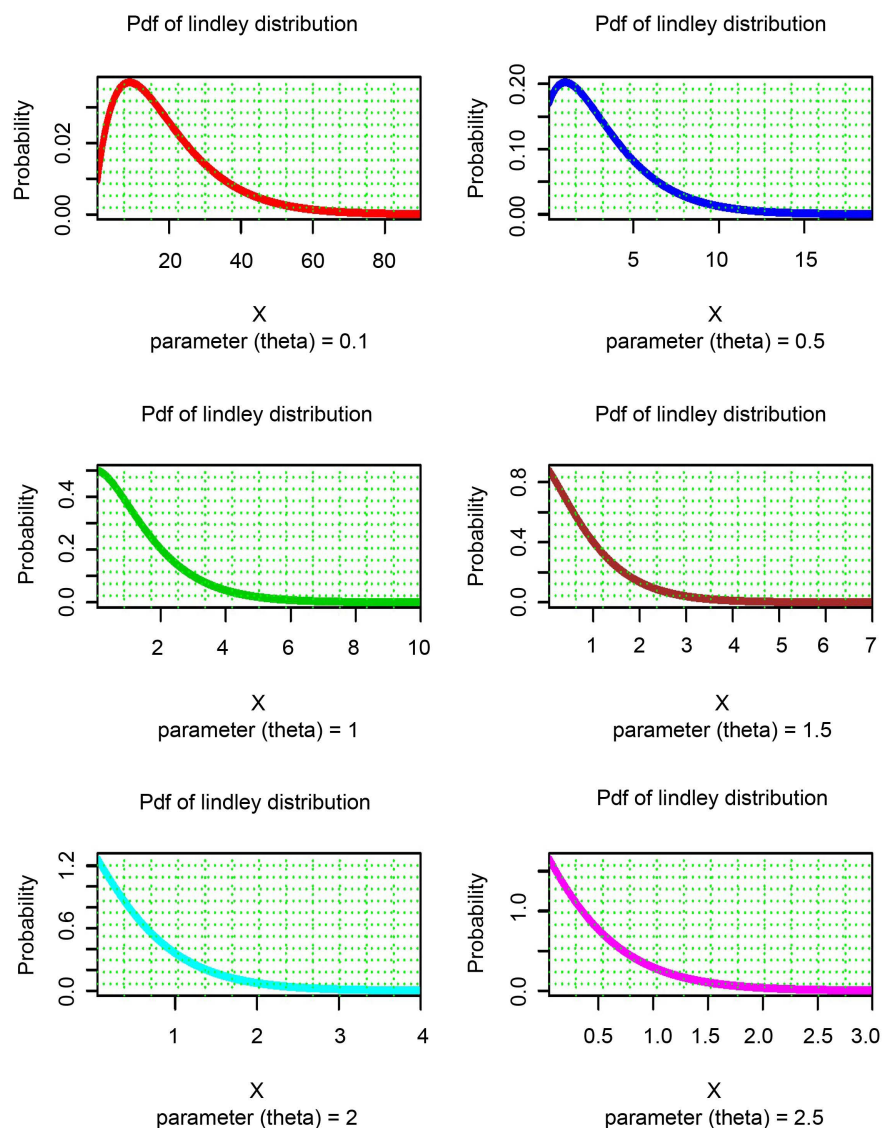 Pdf of lindley distribution
Probability
0.00 0.02
20 40 60 80
X
parameter (theta) = 0.1
Pdf of lindley distribution
Probability
0.00 0.10 0.20
5 10 15
X
parameter (theta) = 0.5
Pdf of lindley distribution
Probability
0.0 0.2 0.4
2 4 6 8 10
X
parameter (theta) = 1
Pdf of lindley distribution
Probability
0.0 0.4 0.8
1 2 3 4 5 6 7
X
parameter (theta) = 1.5
Pdf of lindley distribution
Probability
0.0 0.6 1.2
1 2 3 4
X
parameter (theta) = 2
Pdf of lindley distribution
Probability
0.0 1.0
0.5 1.0 1.5 2.0 2.5 3.0
X
parameter (theta) = 2.5